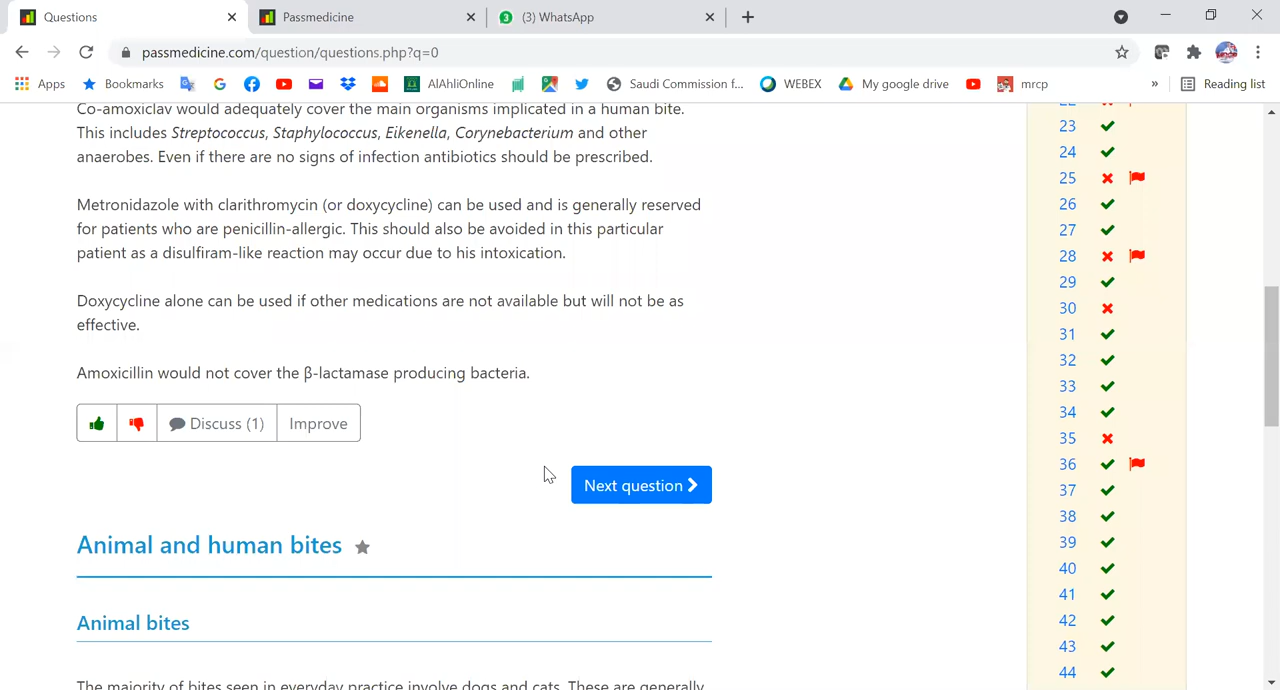 Questions
Passmedicine
(3) WhatsApp
passmedicine.com/question/questions.php?q=0
Apps Bookmarks AlAhliOnline Saudi Commission f... WEBEX My google drive mrcp » Reading list
Co-amoxiclav would adequately cover the main organisms implicated in a human bite.
This includes Streptococcus, Staphylococcus, Eikenella, Corynebacterium and other
anaerobes. Even if there are no signs of infection antibiotics should be prescribed.
Metronidazole with clarithromycin (or doxycycline) can be used and is generally reserved
for patients who are penicillin-allergic. This should also be avoided in this particular
patient as a disulfiram-like reaction may occur due to his intoxication.
Doxycycline alone can be used if other medications are not available but will not be as
effective.
Amoxicillin would not cover the β-lactamase producing bacteria.
Discuss (1) Improve
Next question
Animal and human bites
Animal bites
The majority of bites seen in everyday practice involve dogs and cats. These are generally
23
24
25
26
27
28
29
30
31
32
33
34
35
36
37
38
39
40
41
42
43
44